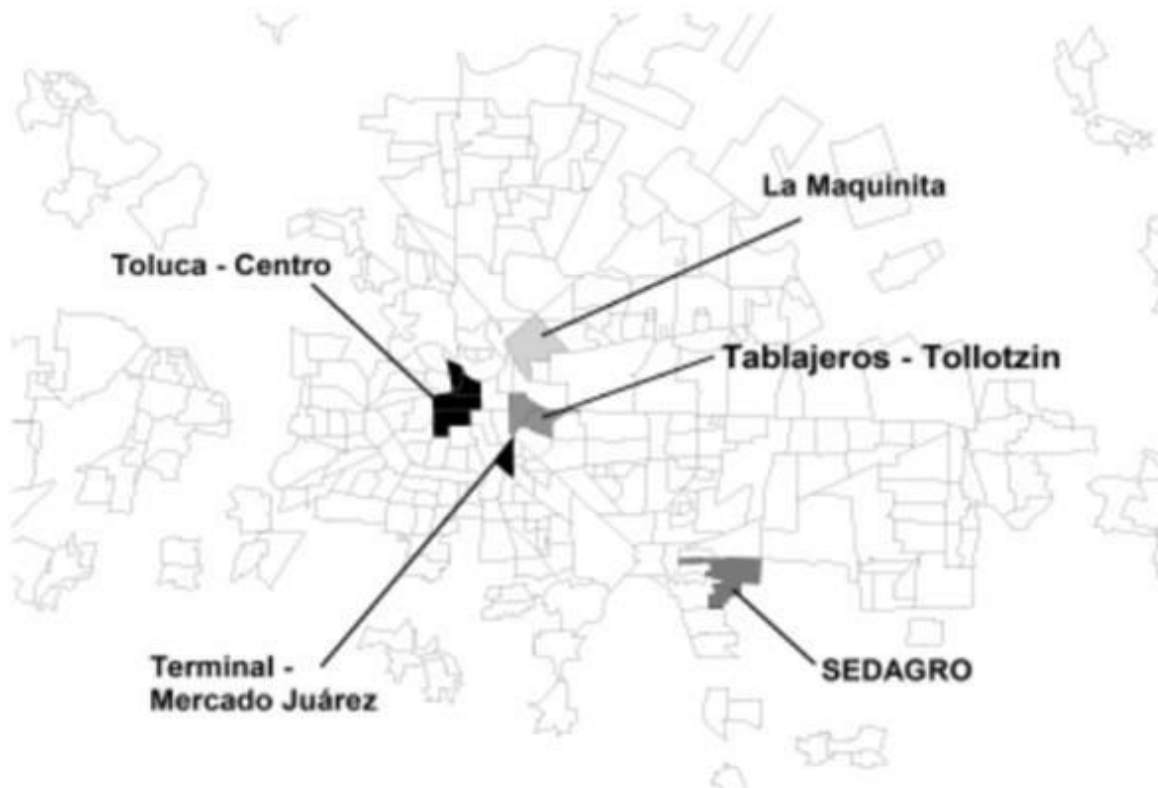 La Maquinita
Toluca - Centro
Tablajeros - Tollotzin
Terminal -
Mercado Juárez
SEDAGRO